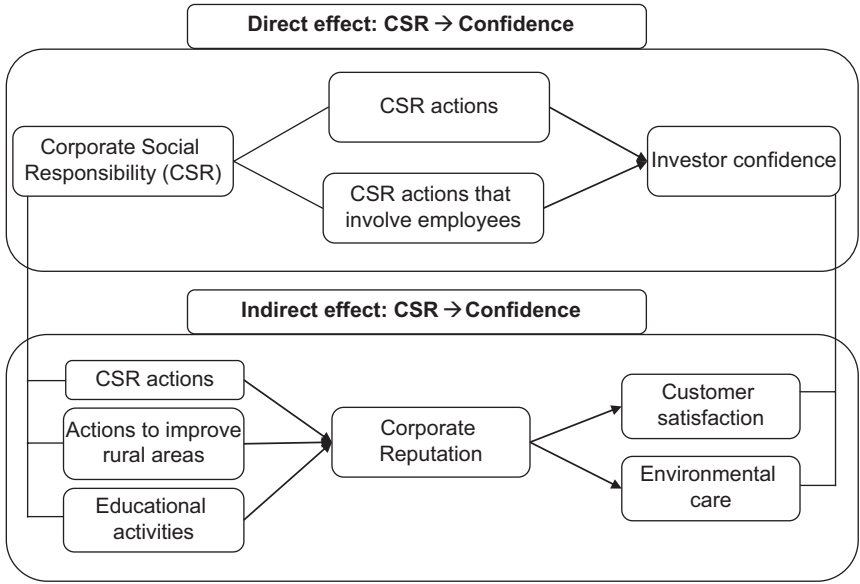 Direct effect: CSR → Confidence
CSR actions
Corporate Social
Responsibility (CSR)
Investor confidence
CSR actions that
involve employees
Indirect effect: CSR → Confidence
CSR actions
Actions to improve
rural areas
Educational
activities
Corporate
Reputation
Customer
satisfaction
Environmental
care